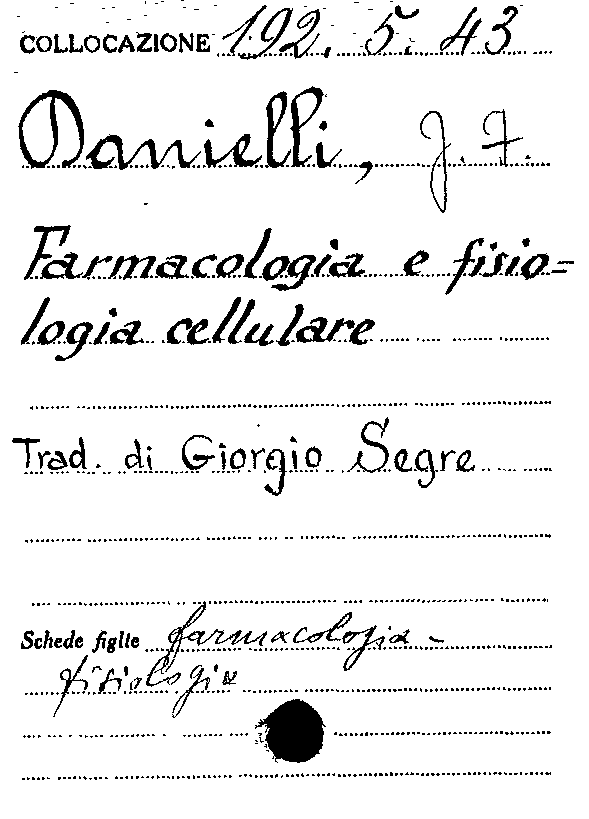 COLLOCAZIONE 192. 5. 43
Danielli, J. F.
Farmacologia e fisio=
logia cellulare
Trad. di Giorgio Segre
Schede figlie farmacologia -
fisiologia